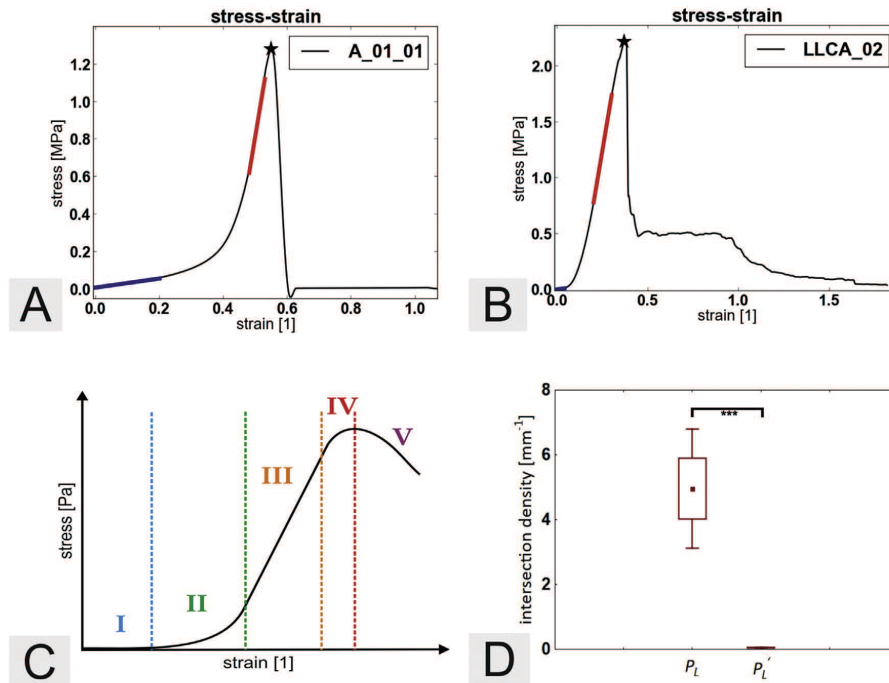 stress-strain
A_01_01
stress [MPa]
1.2
1.0
0.8
0.6
0.4
0.2
0.0
0.0 0.2 0.4 0.6 0.8 1.0
strain [1]
A
stress-strain
LLCA_02
stress [MPa]
2.0
1.5
1.0
0.5
0.0
0.0 0.5 1.0 1.5
strain [1]
B
stress [Pa]
I
II
III
IV
V
strain [1]
C
intersection density [mm⁻¹]
8
6
4
2
0
***
P_L P_L′
D